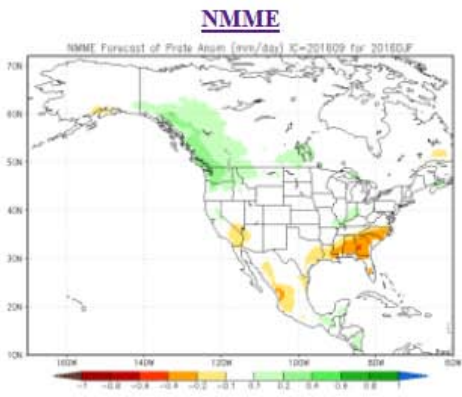 NMME
NMME Forecast of Prate Anom (mm/day) IC=201609 for 2016DJF
70N
60N
50N
40N
30N
20N
10N
160W 140W 120W 100W 80W 60W
-1 -0.8 -0.6 -0.4 -0.2 -0.1 0.1 0.2 0.4 0.6 0.8 1